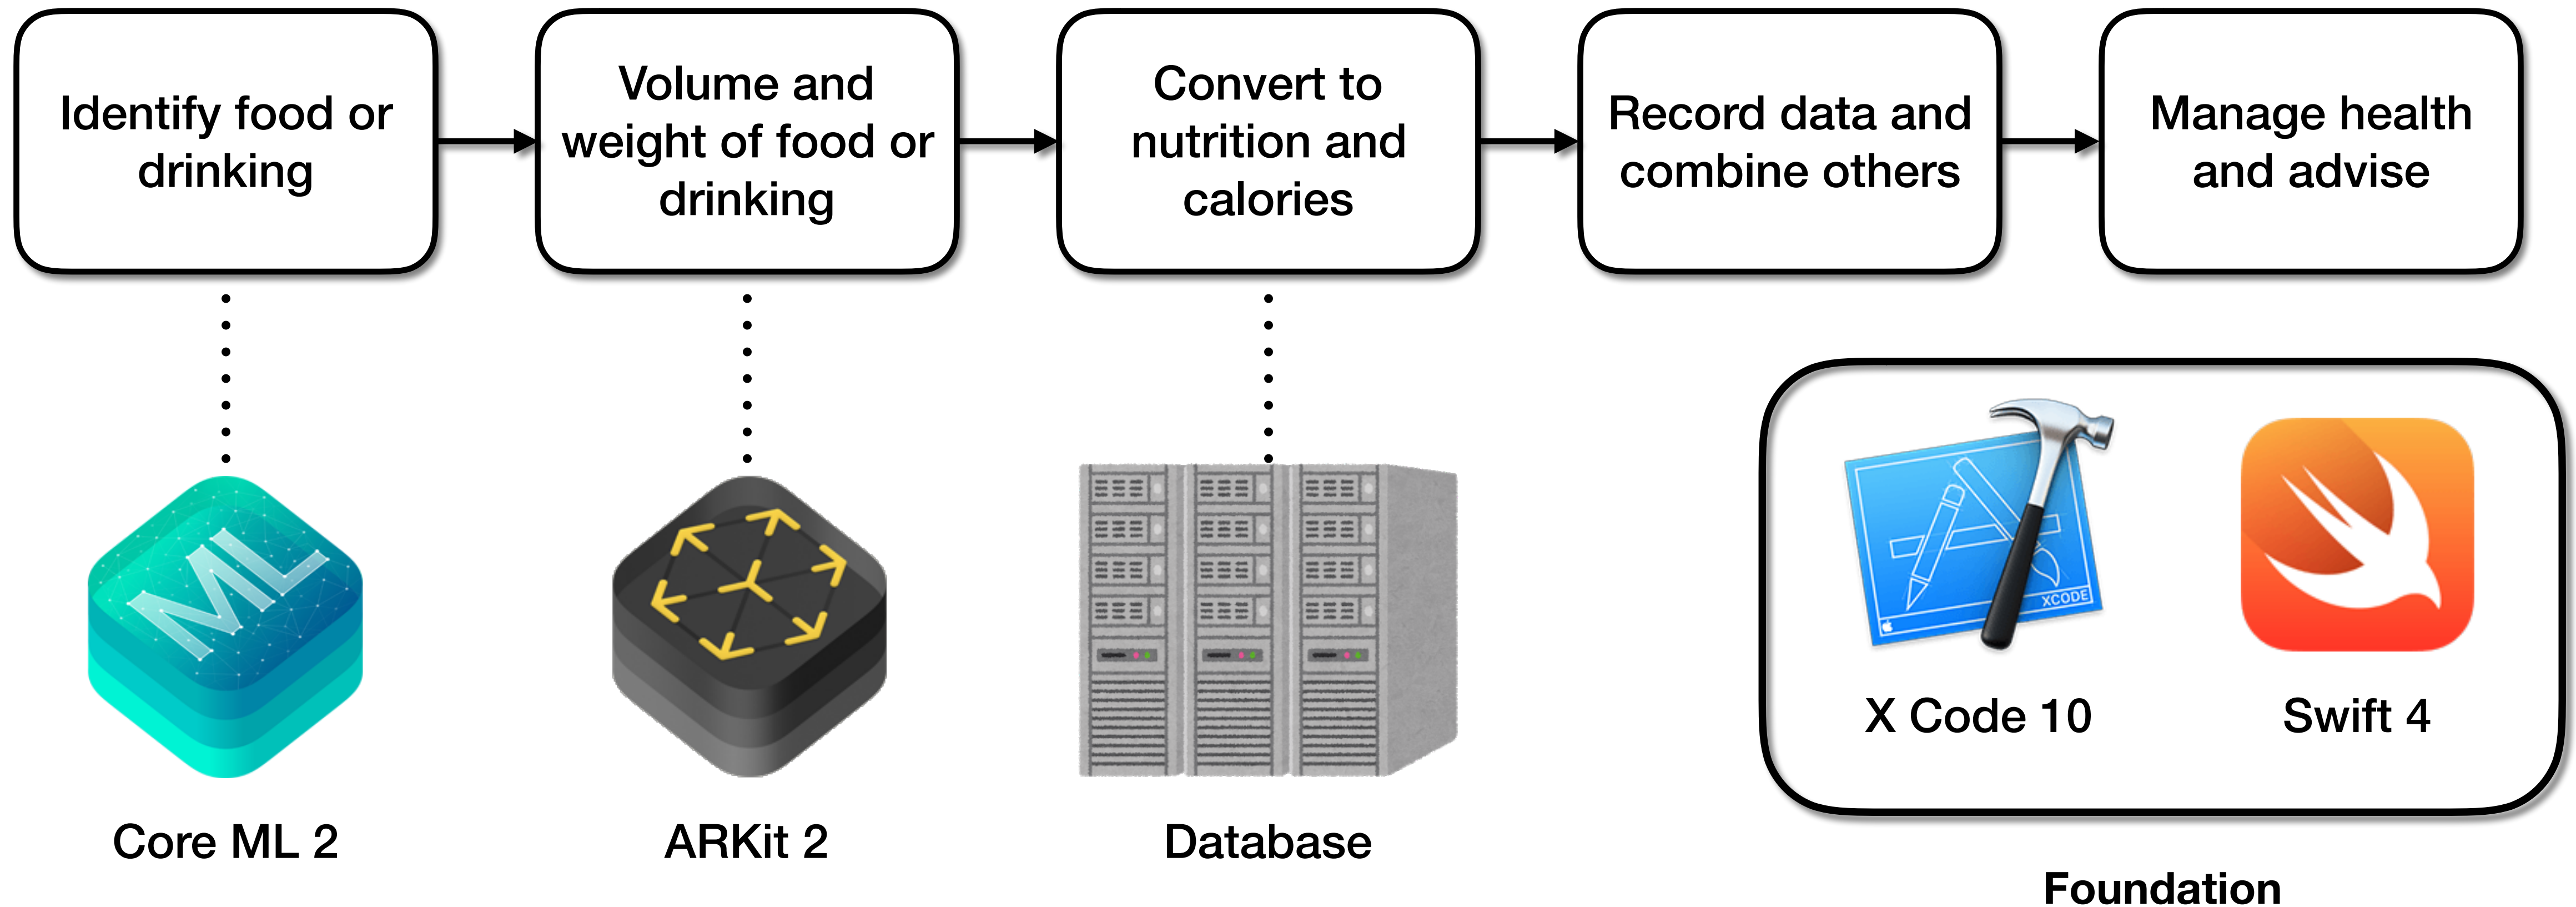 Identify food or
drinking
Volume and
weight of food or
drinking
Convert to
nutrition and
calories
Record data and
combine others
Manage health
and advise
ML
XCODE
X Code 10
Swift 4
Core ML 2
ARKit 2
Database
Foundation